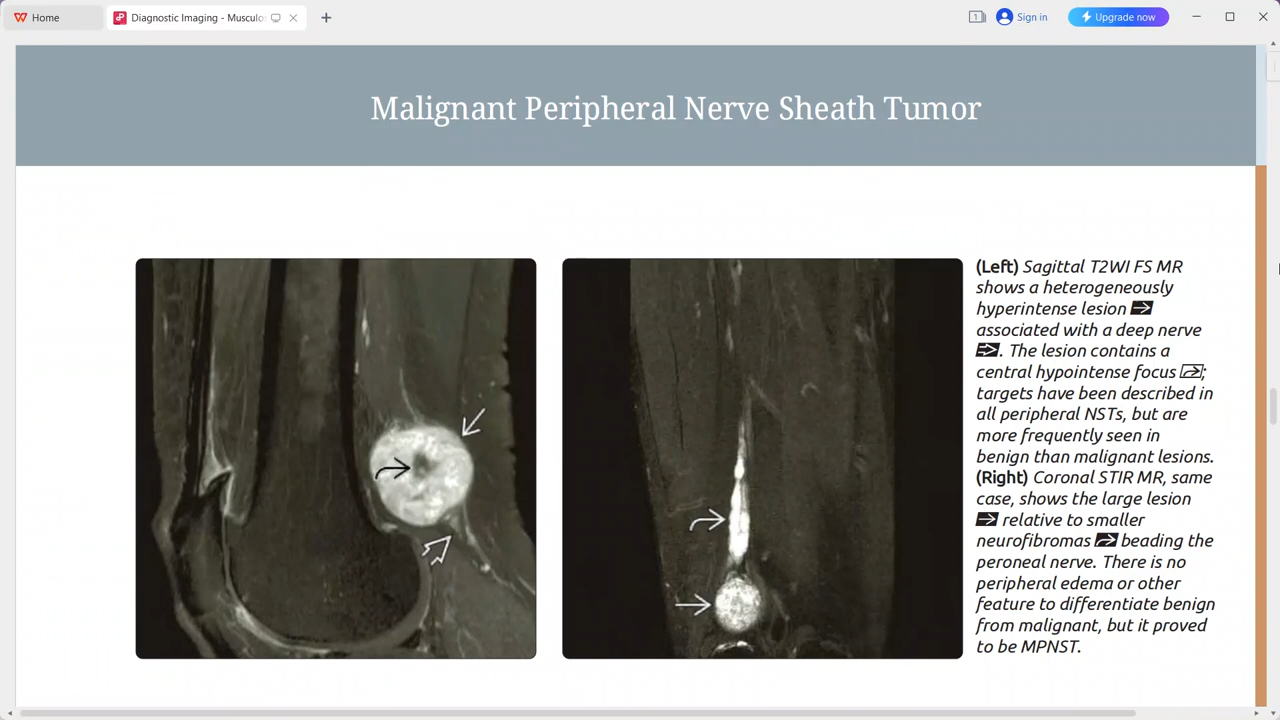 Home
Diagnostic Imaging - Musculos
1
Sign in
Upgrade now
Malignant Peripheral Nerve Sheath Tumor
(Left) Sagittal T2WI FS MR
shows a heterogeneously
hyperintense lesion
associated with a deep nerve
. The lesion contains a
central hypointense focus ;
targets have been described in
all peripheral NSTs, but are
more frequently seen in
benign than malignant lesions.
(Right) Coronal STIR MR, same
case, shows the large lesion
relative to smaller
neurofibromas beading the
peroneal nerve. There is no
peripheral edema or other
feature to differentiate benign
from malignant, but it proved
to be MPNST.